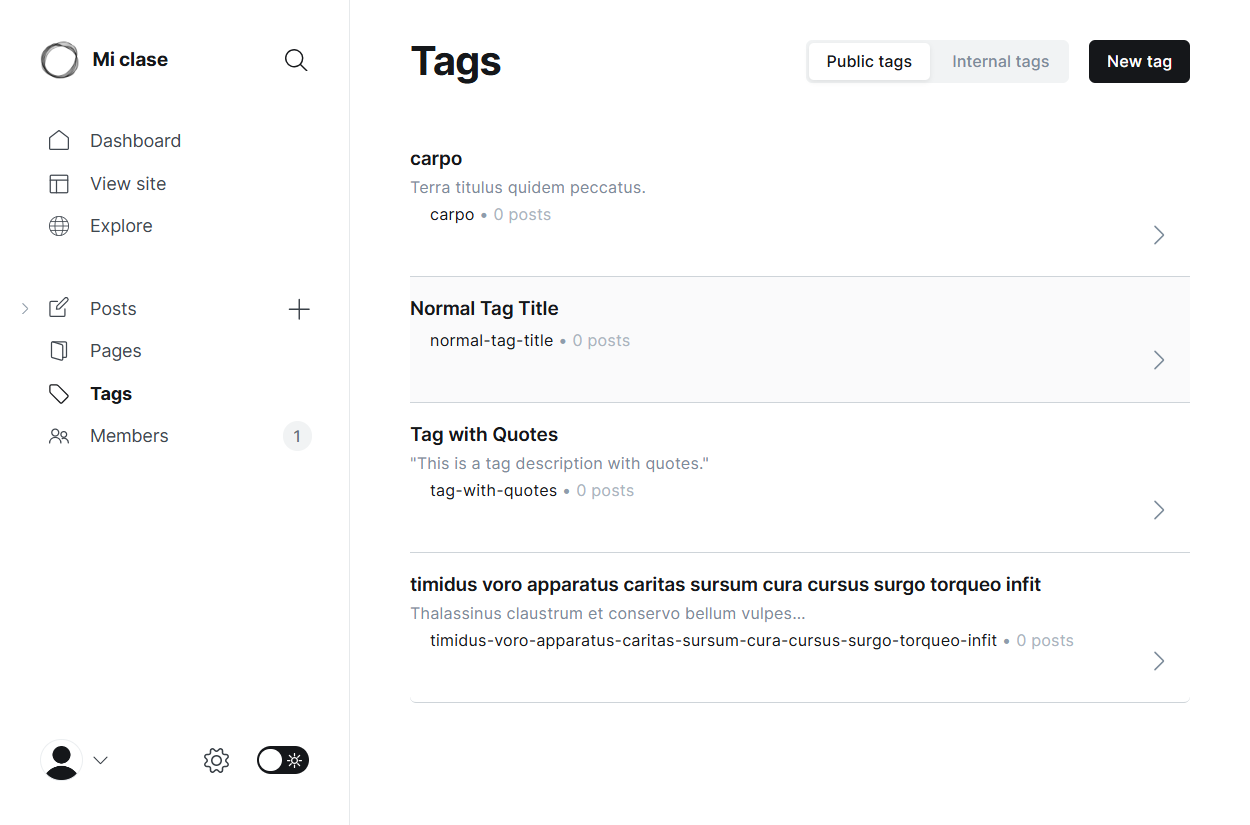 Mi clase
Dashboard
View site
Explore
Posts
Pages
Tags
Members 1
Tags
Public tags Internal tags New tag
carpo
Terra titulus quidem peccatus.
carpo • 0 posts
Normal Tag Title
normal-tag-title • 0 posts
Tag with Quotes
"This is a tag description with quotes."
tag-with-quotes • 0 posts
timidus voro apparatus caritas sursum cura cursus surgo torqueo infit
Thalassinus claustrum et conservo bellum vulpes...
timidus-voro-apparatus-caritas-sursum-cura-cursus-surgo-torqueo-infit • 0 posts